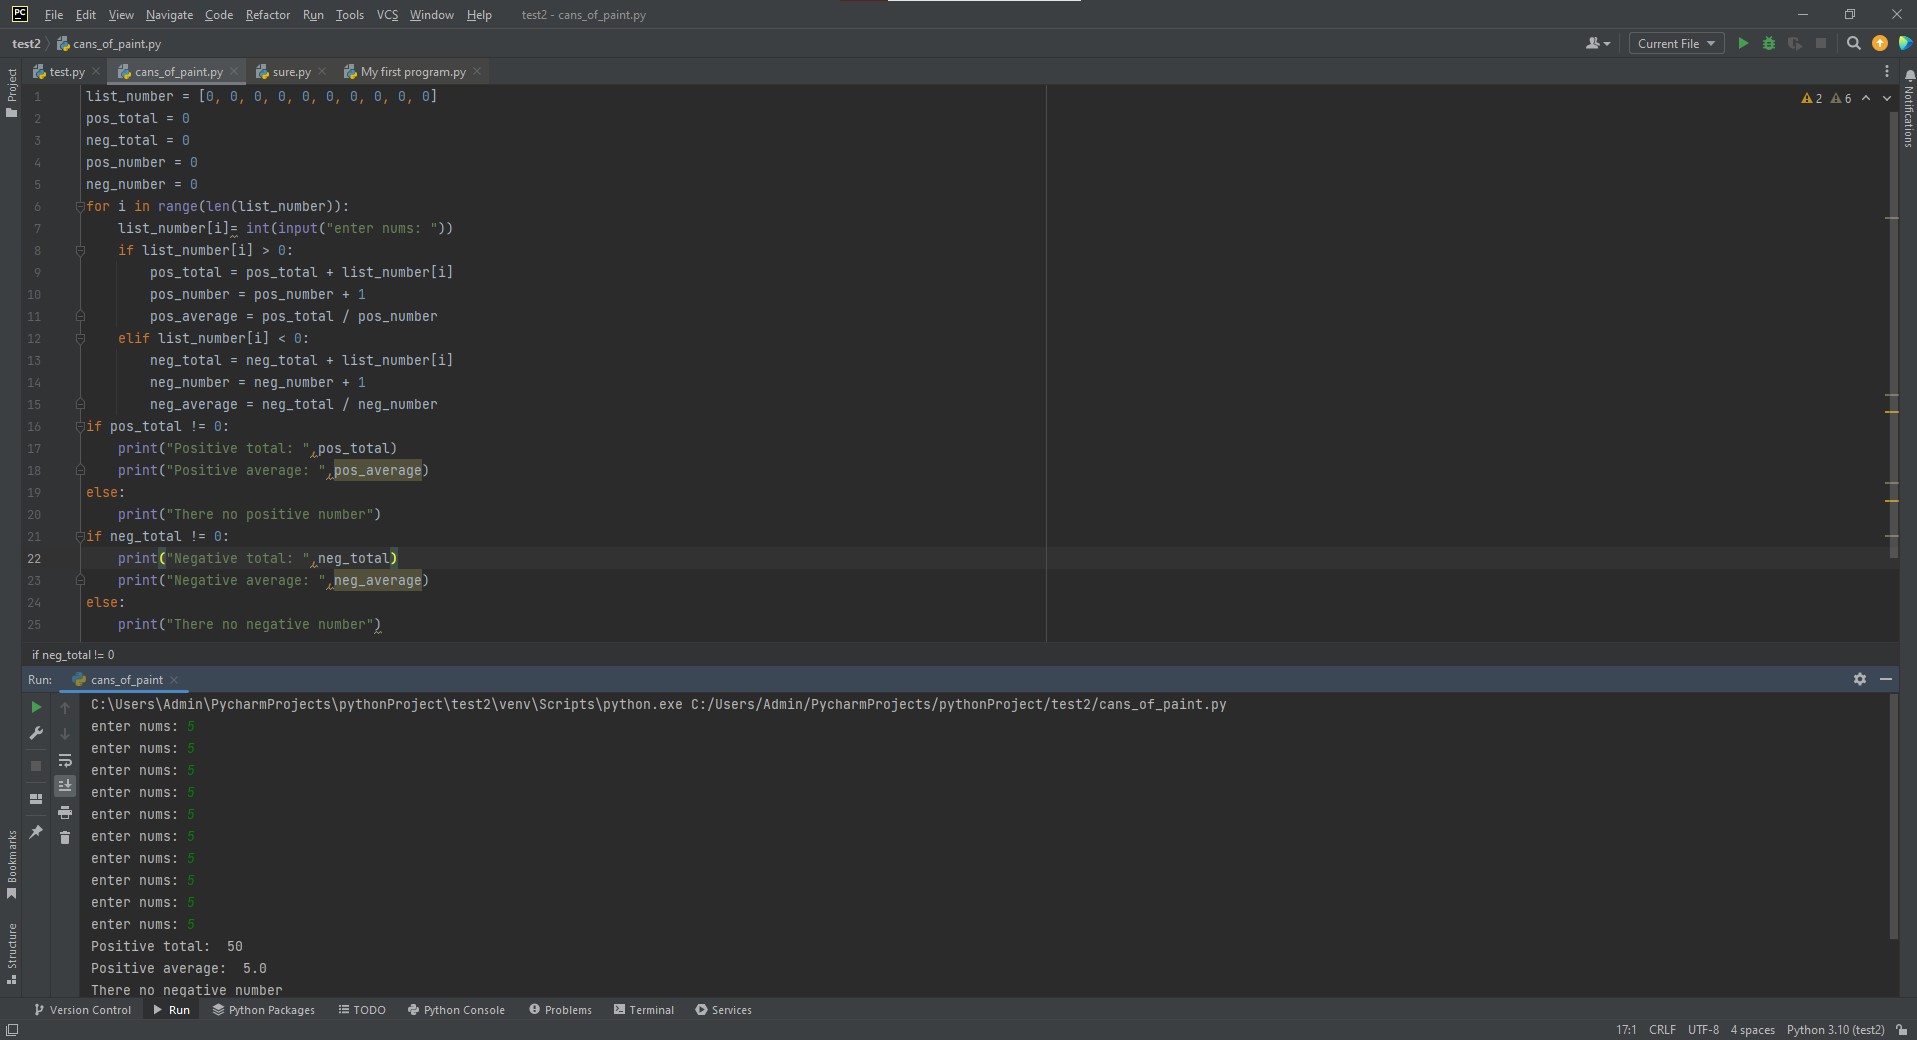 PC File Edit View Navigate Code Refactor Run Tools VCS Window Help test2 - cans_of_paint.py
test2 cans_of_paint.py Current File
test.py cans_of_paint.py sure.py My first program.py
Project
Notifications
2 6
1 list_number = [0, 0, 0, 0, 0, 0, 0, 0, 0, 0]
2 pos_total = 0
3 neg_total = 0
4 pos_number = 0
5 neg_number = 0
6 for i in range(len(list_number)):
7 list_number[i]= int(input("enter nums: "))
8 if list_number[i] > 0:
9 pos_total = pos_total + list_number[i]
10 pos_number = pos_number + 1
11 pos_average = pos_total / pos_number
12 elif list_number[i] < 0:
13 neg_total = neg_total + list_number[i]
14 neg_number = neg_number + 1
15 neg_average = neg_total / neg_number
16 if pos_total != 0:
17 print("Positive total: ",pos_total)
18 print("Positive average: ",pos_average)
19 else:
20 print("There no positive number")
21 if neg_total != 0:
22 print("Negative total: ",neg_total)
23 print("Negative average: ",neg_average)
24 else:
25 print("There no negative number")
if neg_total != 0
Run: cans_of_paint
C:\Users\Admin\PycharmProjects\pythonProject\test2\venv\Scripts\python.exe C:/Users/Admin/PycharmProjects/pythonProject/test2/cans_of_paint.py
enter nums: 5
enter nums: 5
enter nums: 5
enter nums: 5
enter nums: 5
enter nums: 5
enter nums: 5
enter nums: 5
enter nums: 5
enter nums: 5
Positive total:  50
Positive average:  5.0
There no negative number
Bookmarks
Structure
Version Control Run Python Packages TODO Python Console Problems Terminal Services
17:1 CRLF UTF-8 4 spaces Python 3.10 (test2)